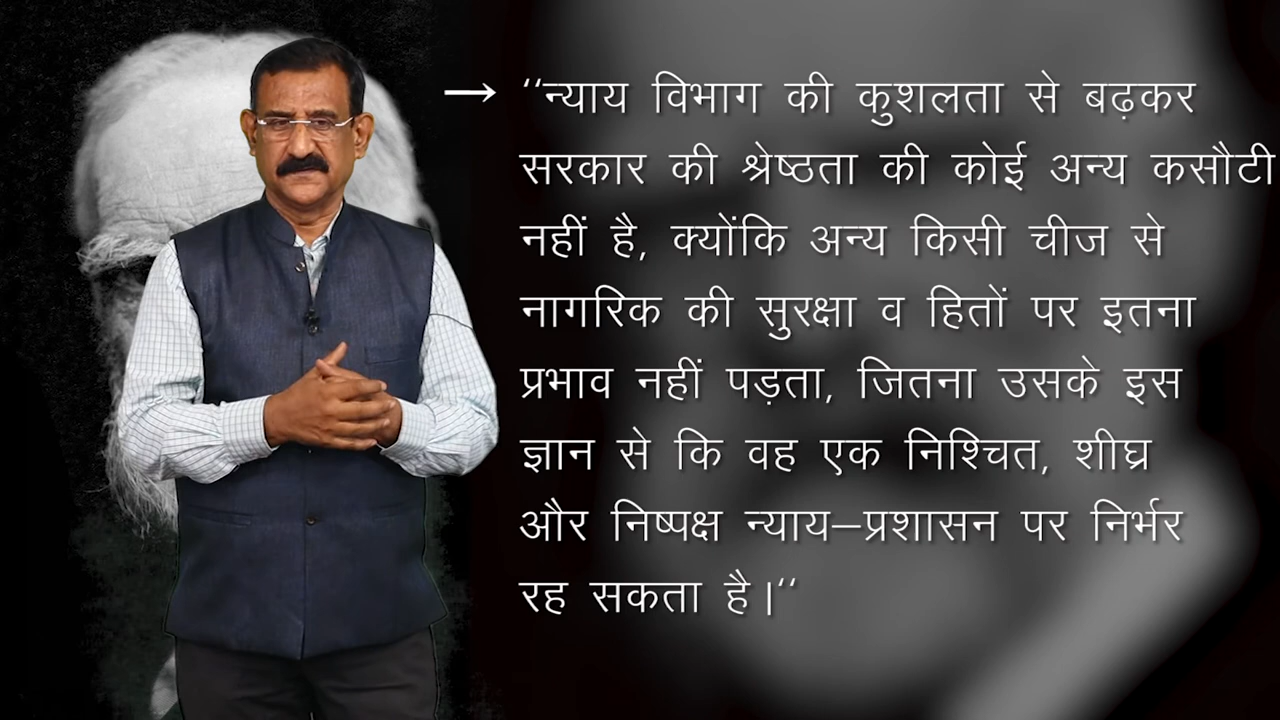 → ‘‘न्याय विभाग की कुशलता से बढ़कर
सरकार की श्रेष्ठता की कोई अन्य कसौटी
नहीं है, क्योंकि अन्य किसी चीज से
नागरिक की सुरक्षा व हितों पर इतना
प्रभाव नहीं पड़ता, जितना उसके इस
ज्ञान से कि वह एक निश्चित, शीघ्र
और निष्पक्ष न्याय–प्रशासन पर निर्भर
रह सकता है।‘‘